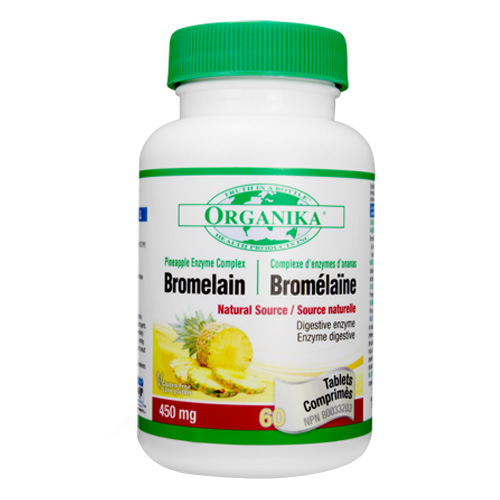 TRUTH IN A BOTTLE
ORGANIKA®
HEALTH PRODUCTS INC
Pineapple Enzyme Complex
Bromelain
Complexe d'enzymes d'ananas
Bromélaïne
Natural Source / Source naturelle
Digestive enzyme
Enzyme digestive
450 mg
60
Tablets
Comprimés